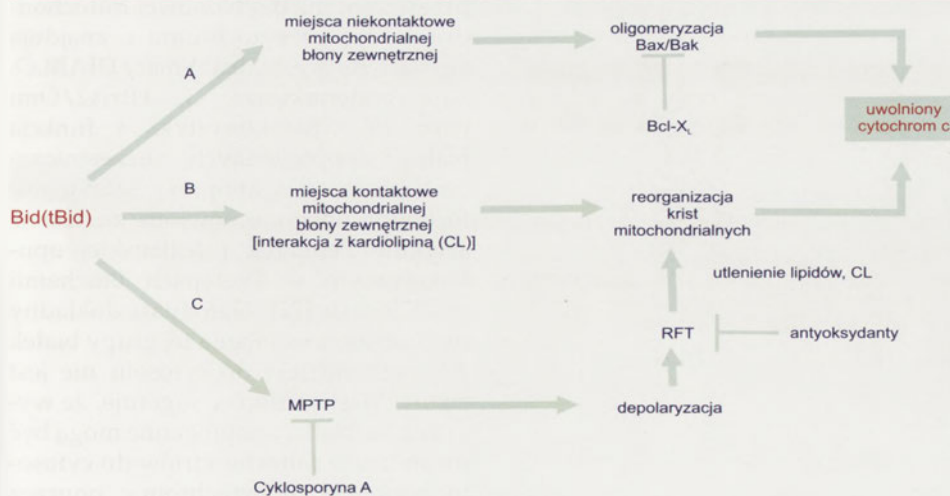 miejsca niekontaktowe
mitochondrialnej
błony zewnętrznej
oligomeryzacja
Bax/Bak
A
Bcl-X_L
uwolniony
cytochrom c
B
Bid(tBid)
miejsca kontaktowe
mitochondrialnej
błony zewnętrznej
[interakcja z kardiolipiną (CL)]
reorganizacja
krist
mitochondrialnych
utlenienie lipidów, CL
C
RFT
antyoksydanty
MPTP
depolaryzacja
Cyklosporyna A